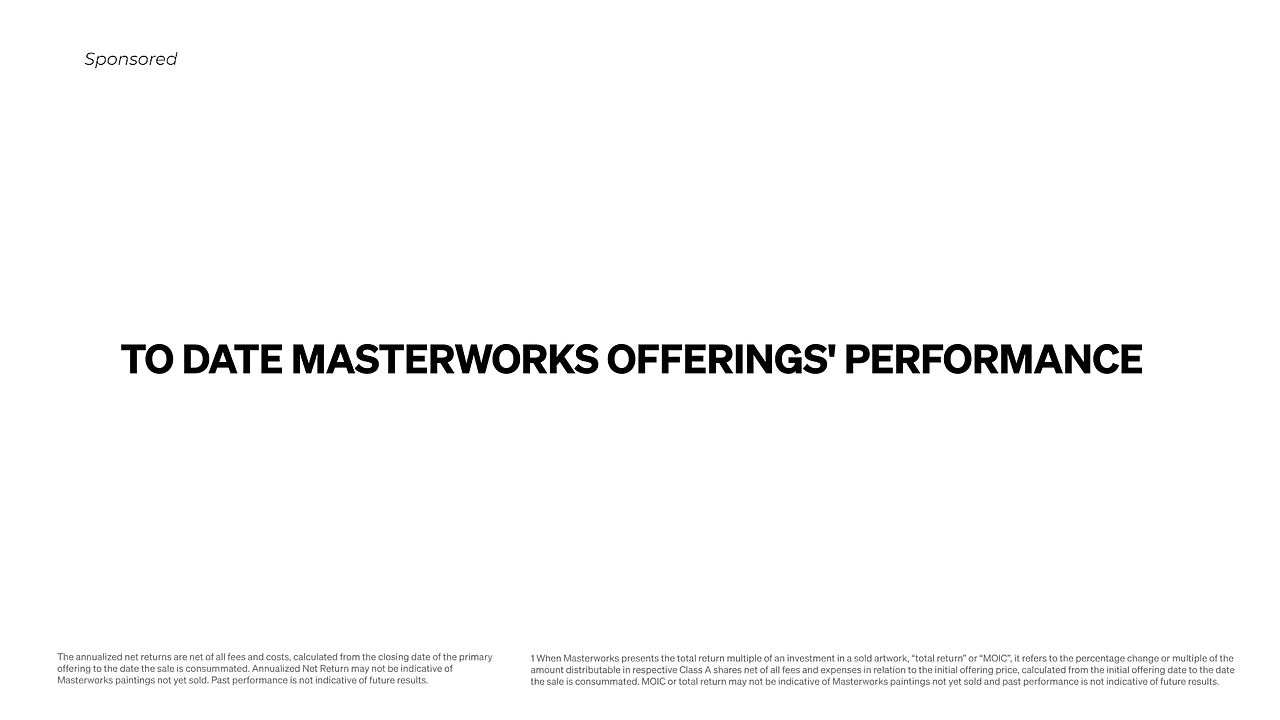 Sponsored
TO DATE MASTERWORKS OFFERINGS' PERFORMANCE
The annualized net returns are net of all fees and costs, calculated from the closing date of the primary
offering to the date the sale is consummated. Annualized Net Return may not be indicative of
Masterworks paintings not yet sold. Past performance is not indicative of future results.
1 When Masterworks presents the total return multiple of an investment in a sold artwork, “total return” or “MOIC”, it refers to the percentage change or multiple of the
amount distributable in respective Class A shares net of all fees and expenses in relation to the initial offering price, calculated from the initial offering date to the date
the sale is consummated. MOIC or total return may not be indicative of Masterworks paintings not yet sold and past performance is not indicative of future results.